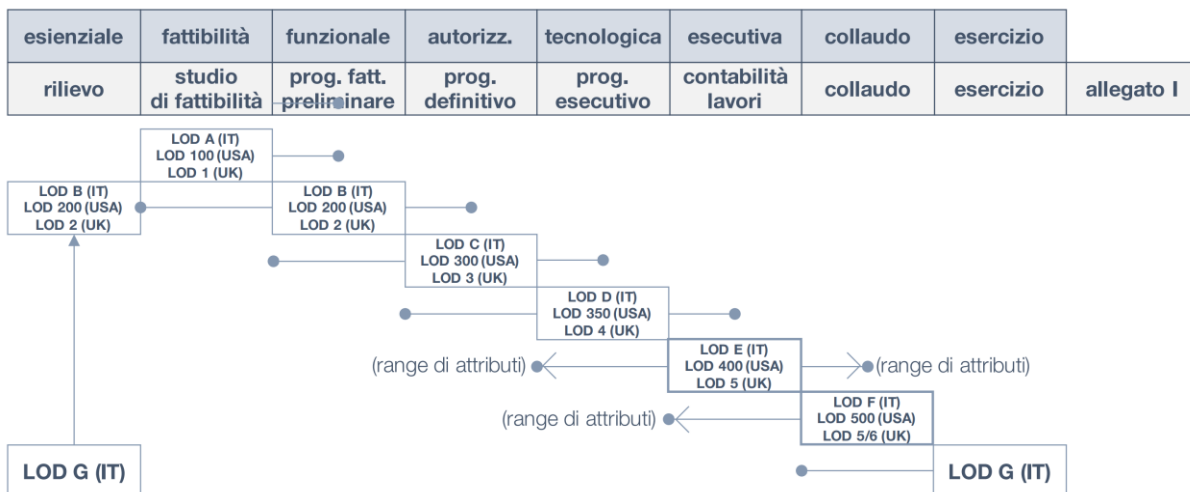 esienziale fattibilità funzionale autorizz. tecnologica esecutiva collaudo esercizio
rilievo studio di fattibilità prog. fatt. preliminare prog. definitivo prog. esecutivo contabilità lavori collaudo esercizio allegato I
LOD A (IT)
LOD 100 (USA)
LOD 1 (UK)
LOD B (IT)
LOD 200 (USA)
LOD 2 (UK)
LOD B (IT)
LOD 200 (USA)
LOD 2 (UK)
LOD C (IT)
LOD 300 (USA)
LOD 3 (UK)
LOD D (IT)
LOD 350 (USA)
LOD 4 (UK)
(range di attributi)
LOD E (IT)
LOD 400 (USA)
LOD 5 (UK)
(range di attributi)
(range di attributi)
LOD F (IT)
LOD 500 (USA)
LOD 5/6 (UK)
LOD G (IT)
LOD G (IT)